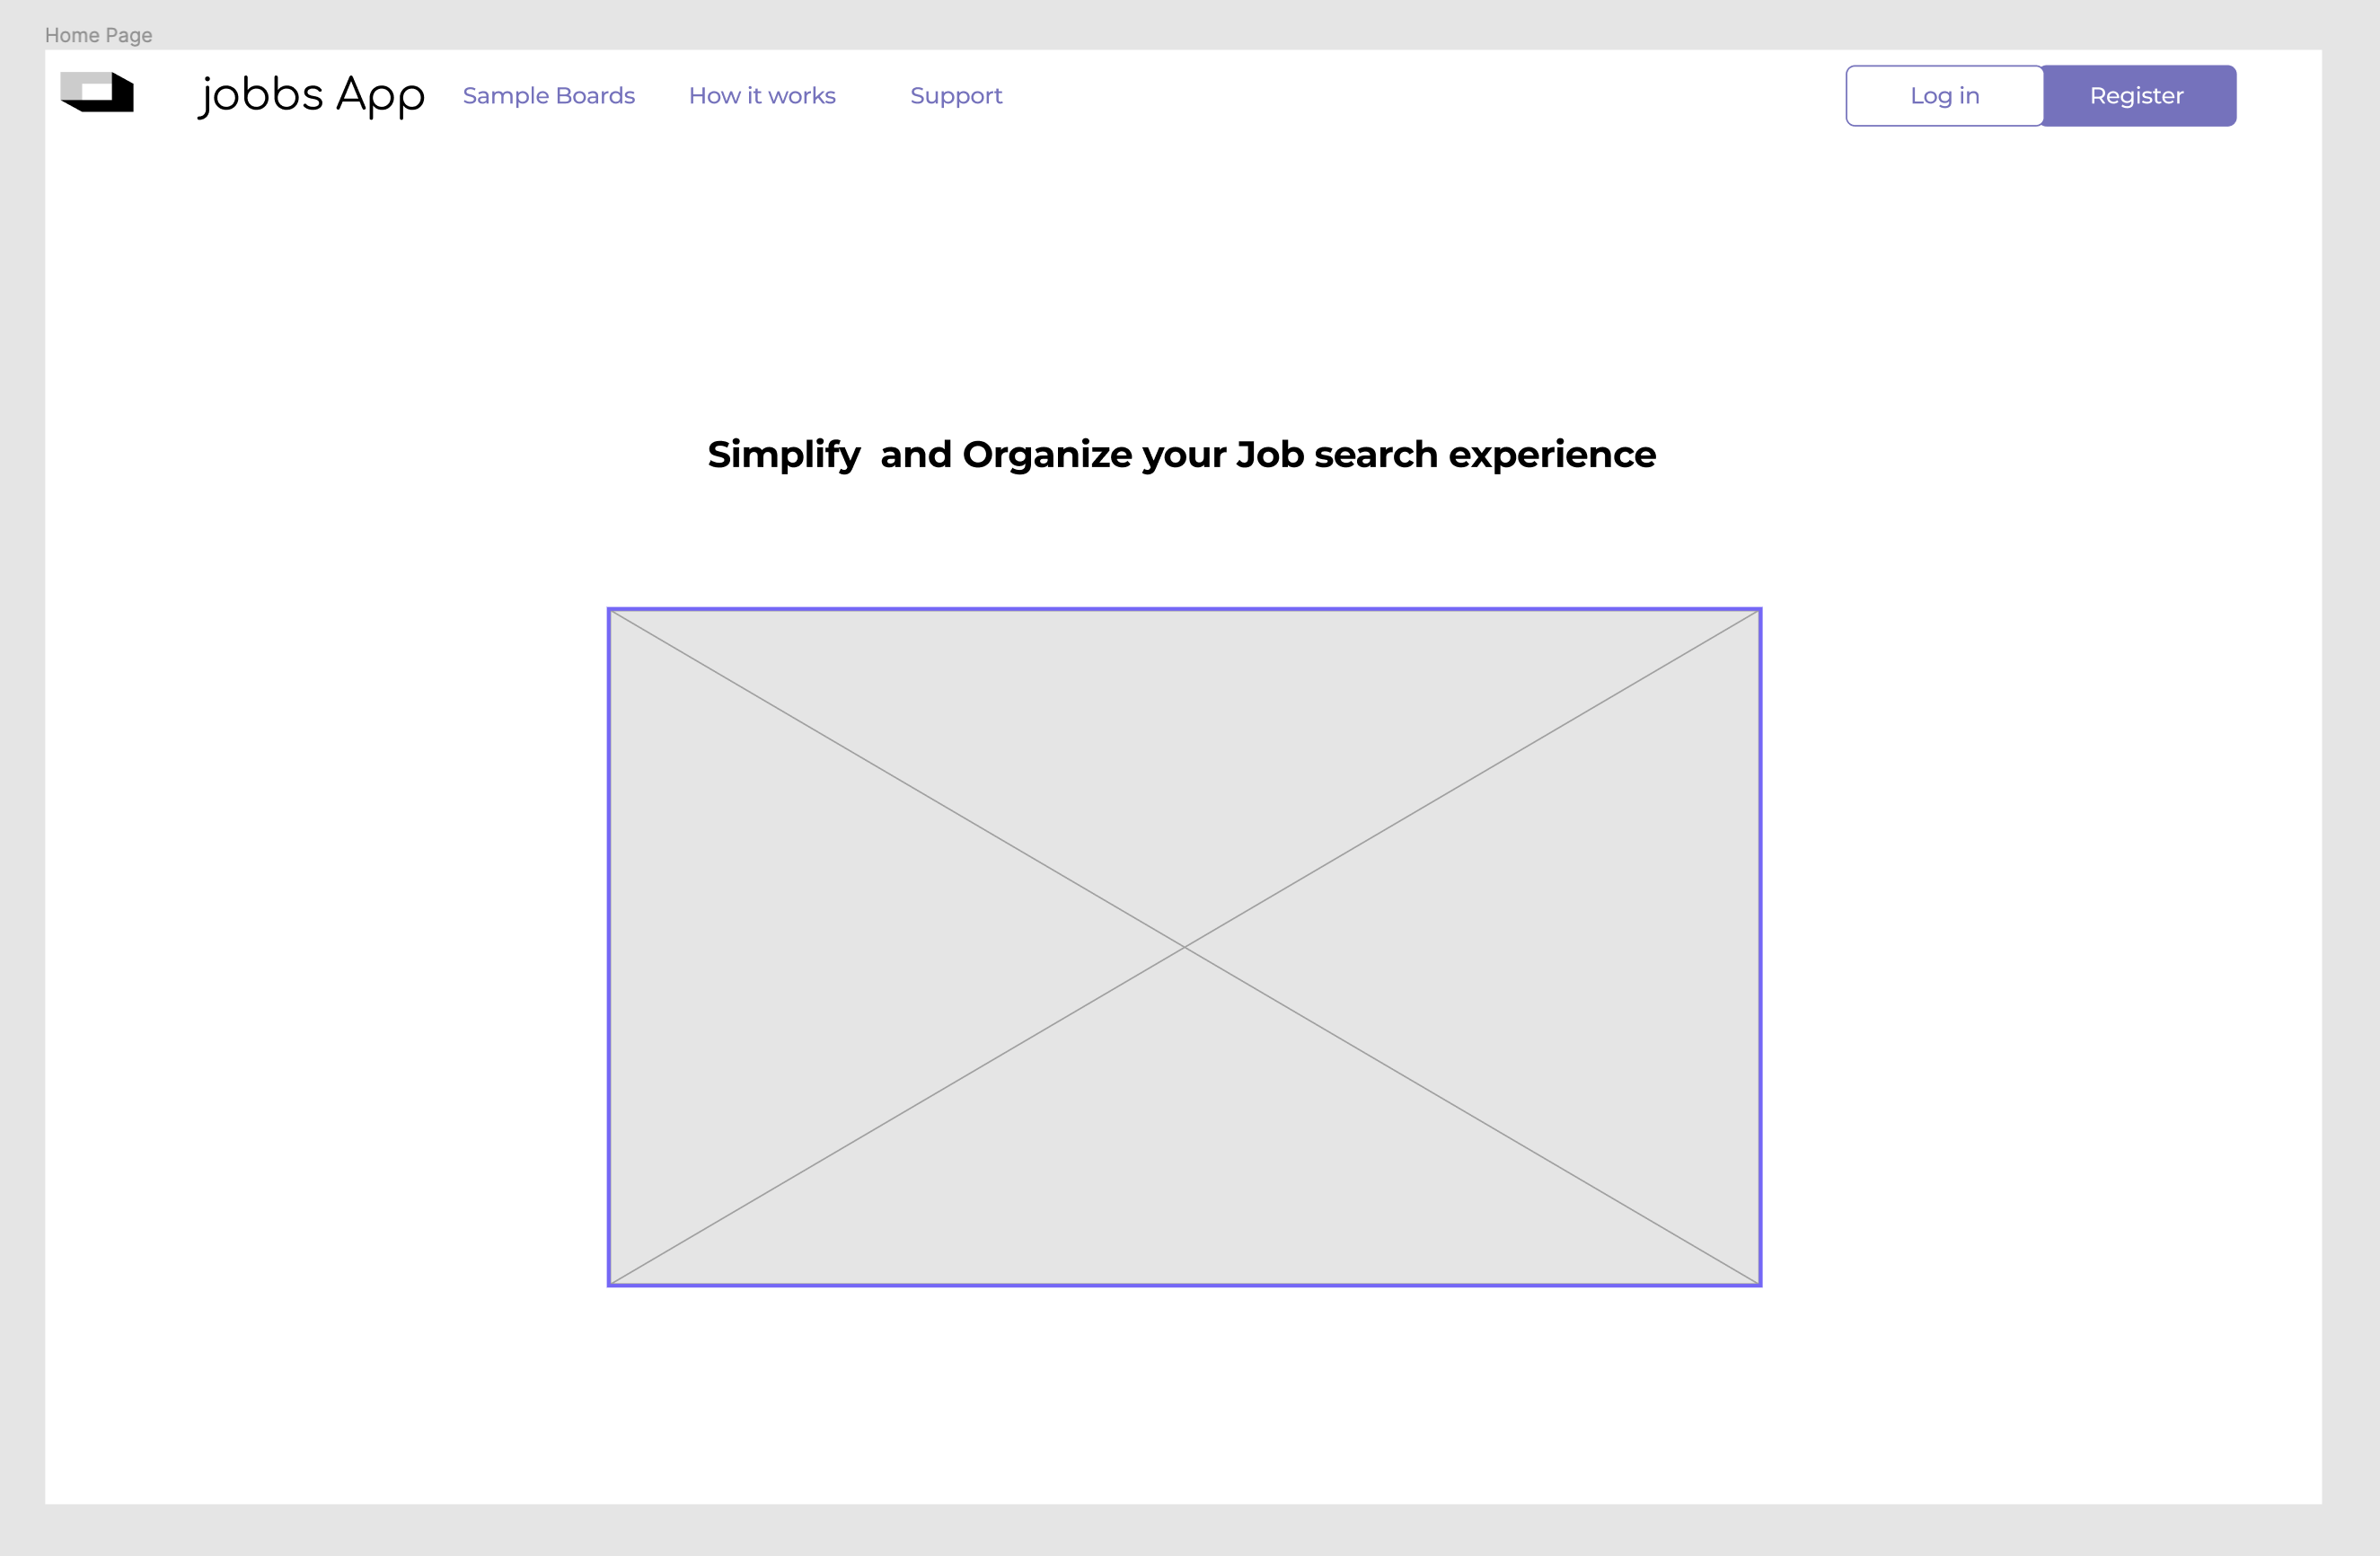 Home Page
jobbs App
Sample Boards
How it works
Support
Log in
Register
Simplify  and Organize your Job search experience